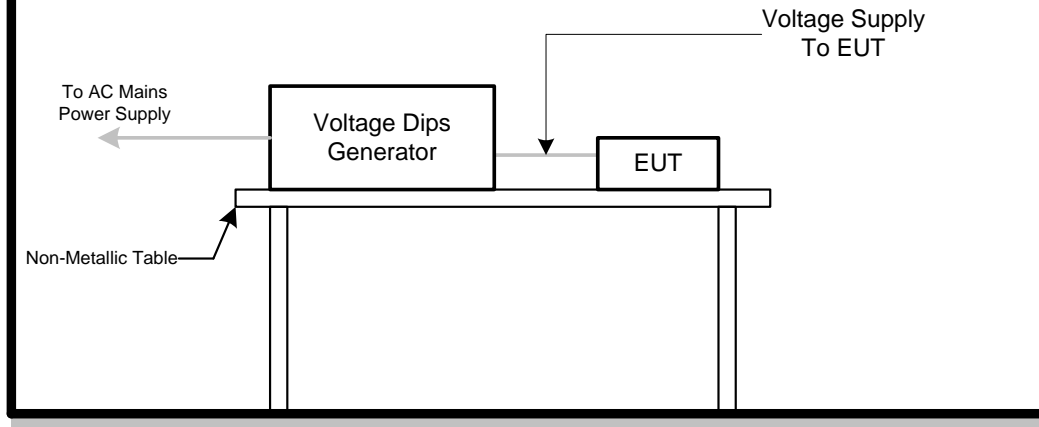 Voltage Supply
To EUT
To AC Mains
Power Supply
Voltage Dips
Generator
EUT
Non-Metallic Table